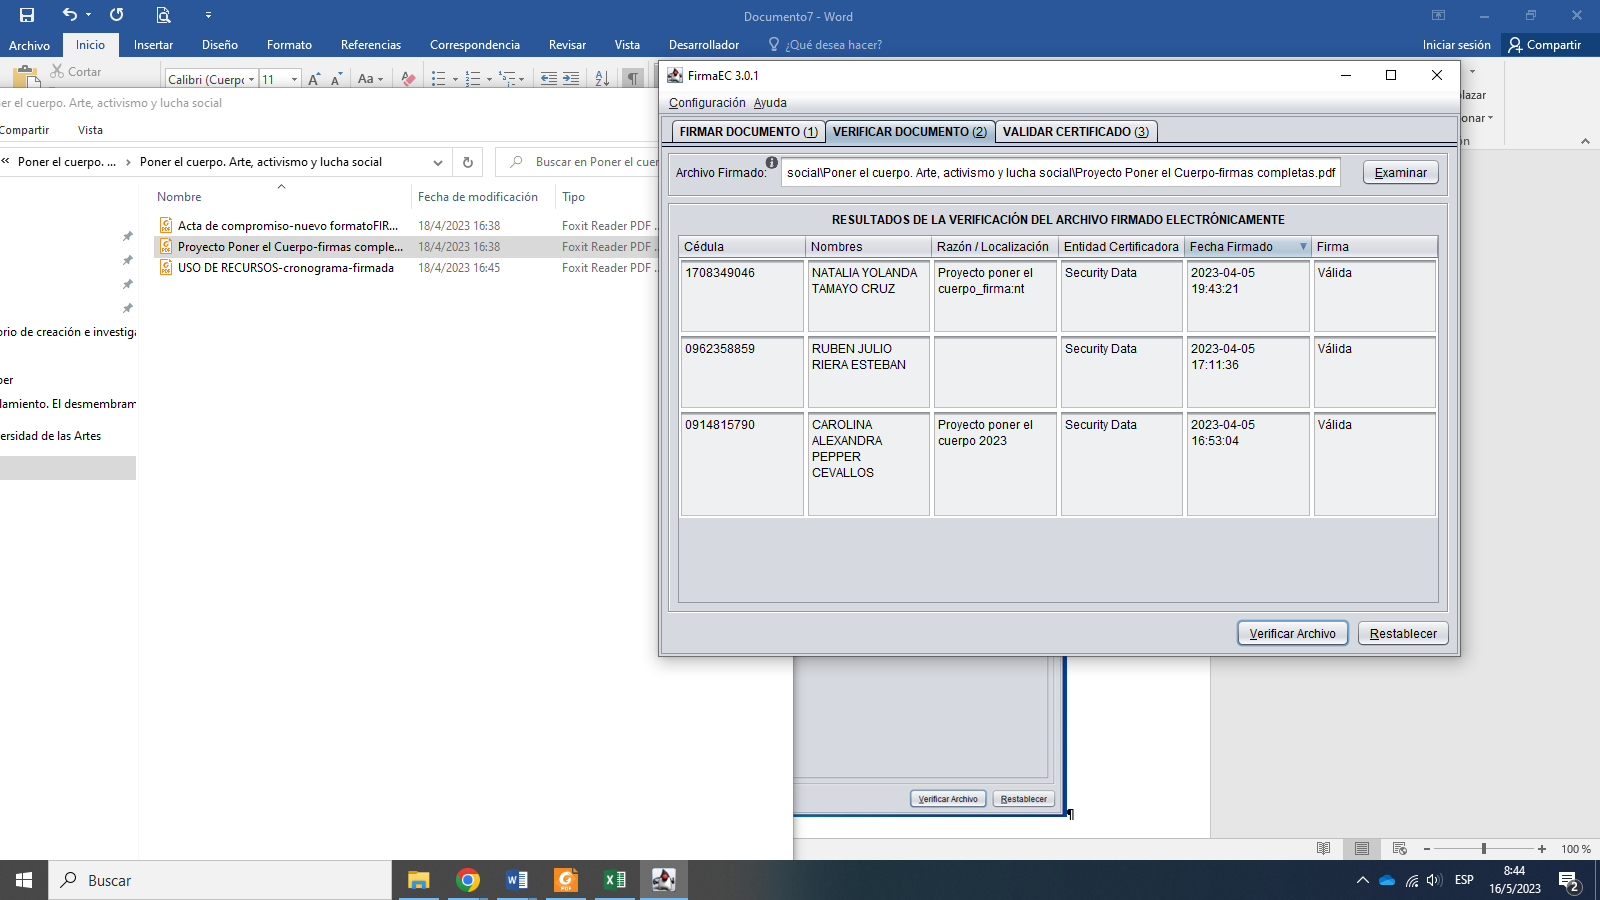 Documento7 - Word
Archivo
Inicio
Insertar
Diseño
Formato
Referencias
Correspondencia
Revisar
Vista
Desarrollador
¿Qué desea hacer?
Iniciar sesión
Compartir
Cortar
Calibri (Cuerpo
11
Aa
er el cuerpo. Arte, activismo y lucha social
Compartir
Vista
Poner el cuerpo. ...
Poner el cuerpo. Arte, activismo y lucha social
Buscar en Poner el cuer
Nombre
Fecha de modificación
Tipo
Acta de compromiso-nuevo formatoFIR...
18/4/2023 16:38
Foxit Reader PDF ...
Proyecto Poner el Cuerpo-firmas comple...
18/4/2023 16:38
Foxit Reader PDF ...
USO DE RECURSOS-cronograma-firmada
18/4/2023 16:45
Foxit Reader PDF ...
orio de creación e investiga
per
lamiento. El desmembram
ersidad de las Artes
FirmaEC 3.0.1
Configuración
Ayuda
FIRMAR DOCUMENTO (1)
VERIFICAR DOCUMENTO (2)
VALIDAR CERTIFICADO (3)
Archivo Firmado:
social\Poner el cuerpo. Arte, activismo y lucha social\Proyecto Poner el Cuerpo-firmas completas.pdf
Examinar
RESULTADOS DE LA VERIFICACIÓN DEL ARCHIVO FIRMADO ELECTRÓNICAMENTE
Cédula
Nombres
Razón / Localización
Entidad Certificadora
Fecha Firmado
Firma
1708349046
NATALIA YOLANDA
TAMAYO CRUZ
Proyecto poner el
cuerpo_firma:nt
Security Data
2023-04-05
19:43:21
Válida
0962358859
RUBEN JULIO
RIERA ESTEBAN
Security Data
2023-04-05
17:11:36
Válida
0914815790
CAROLINA
ALEXANDRA
PEPPER
CEVALLOS
Proyecto poner el
cuerpo 2023
Security Data
2023-04-05
16:53:04
Válida
Verificar Archivo
Restablecer
lazar
onar
ón
Verificar Archivo
Restablecer
¶
100 %
Buscar
ESP
8:44
16/5/2023
2